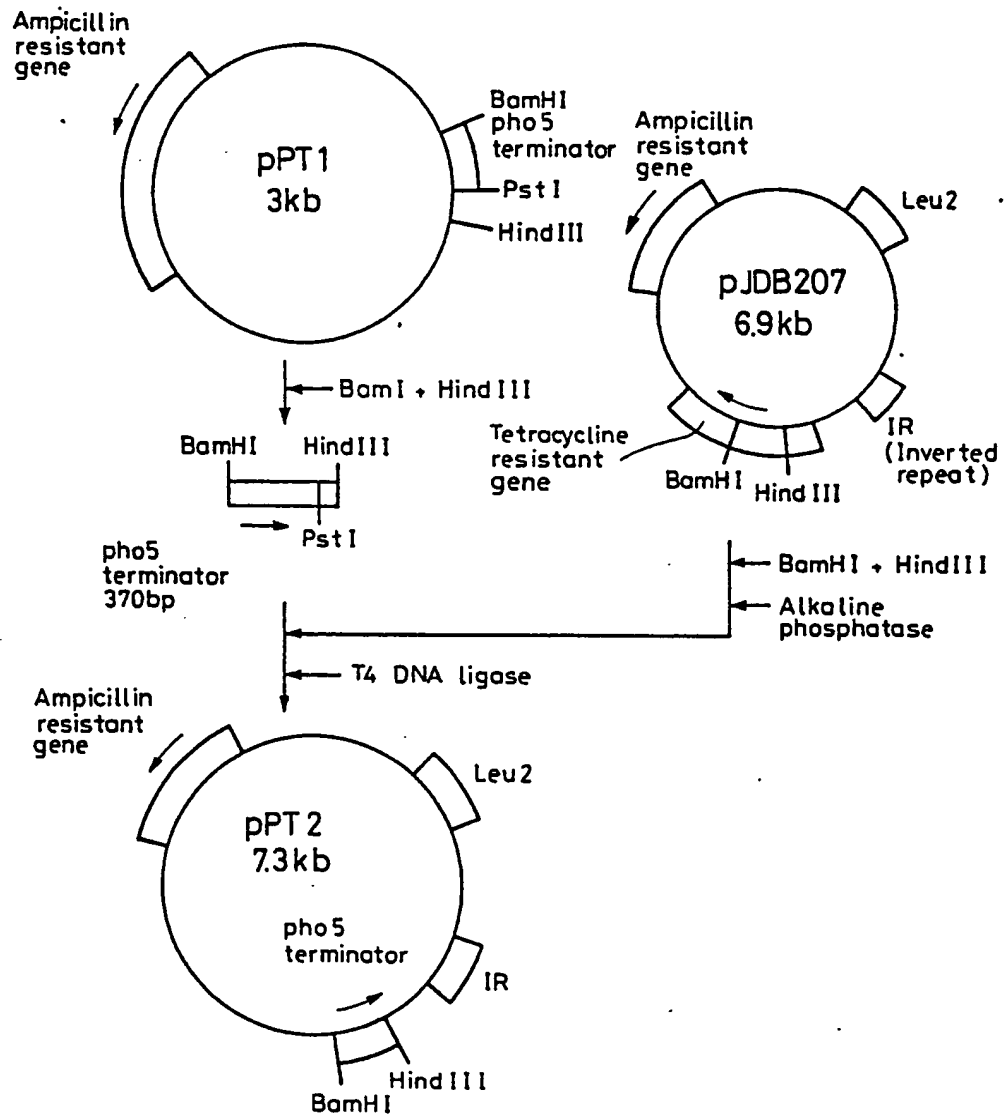 Ampicillin
resistant
gene
pPT1
3kb
BamHI
pho5
terminator
PstI
HindIII
Ampicillin
resistant
gene
Leu2
pJDB207
6.9kb
IR
(Inverted
repeat)
Tetracycline
resistant
gene
BamHI
HindIII
BamI + HindIII
BamHI
HindIII
PstI
pho5
terminator
370bp
BamHI + HindIII
Alkaline
phosphatase
T4 DNA ligase
Ampicillin
resistant
gene
Leu2
pPT2
7.3kb
pho5
terminator
IR
HindIII
BamHI